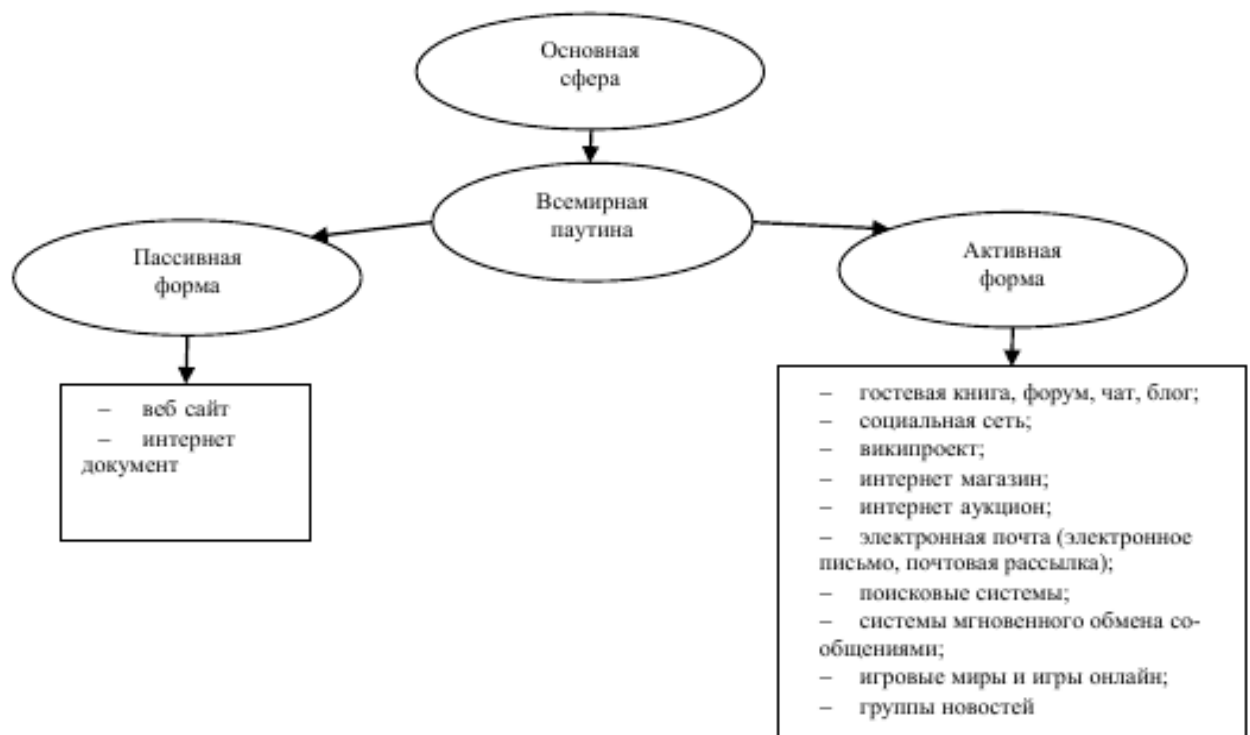 Основная
сфера
Всемирная
паутина
Пассивная
форма
Активная
форма
– веб сайт
– интернет
документ
– гостевая книга, форум, чат, блог;
– социальная сеть;
– википроект;
– интернет магазин;
– интернет аукцион;
– электронная почта (электронное
письмо, почтовая рассылка);
– поисковые системы;
– системы мгновенного обмена со-
общениями;
– игровые миры и игры онлайн;
– группы новостей